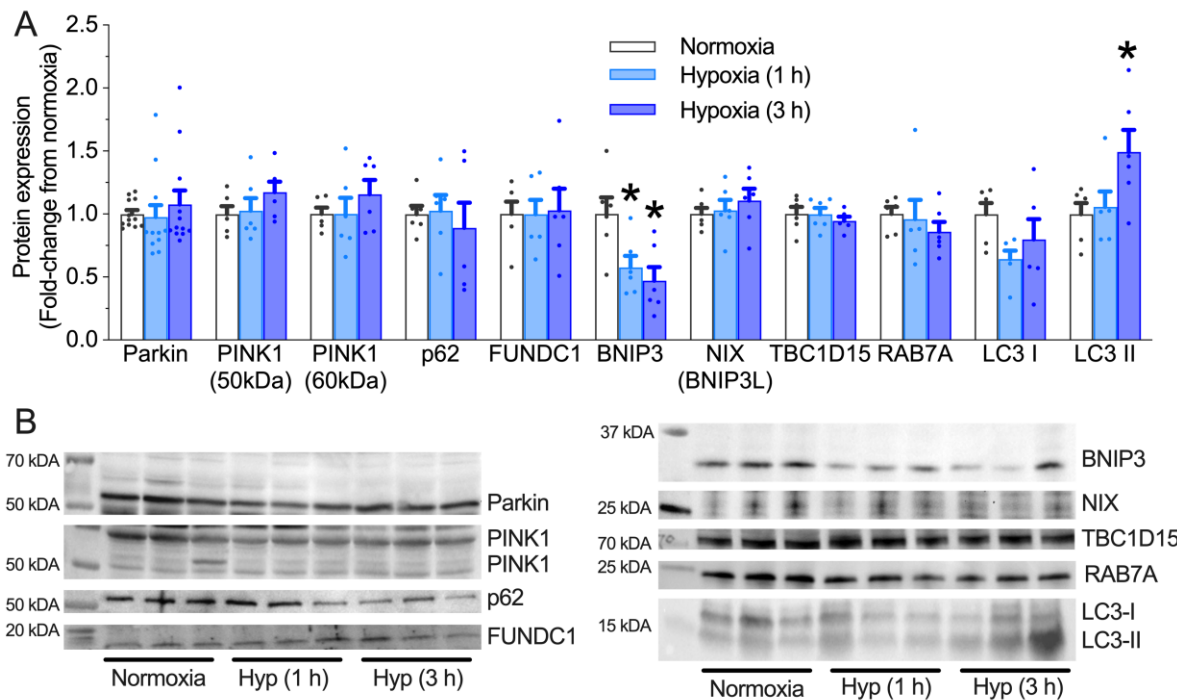 A
Protein expression
(Fold-change from normoxia)
2.5
2.0
1.5
1.0
0.5
0.0
Normoxia
Hypoxia (1 h)
Hypoxia (3 h)
*
*
*
Parkin
PINK1
(50kDa)
PINK1
(60kDa)
p62
FUNDC1
BNIP3
NIX
(BNIP3L)
TBC1D15
RAB7A
LC3 I
LC3 II
B
70 kDA
50 kDA
Parkin
PINK1
50 kDA
PINK1
50 kDA
p62
20 kDA
FUNDC1
Normoxia
Hyp (1 h)
Hyp (3 h)
37 kDA
BNIP3
25 kDA
NIX
70 kDA
TBC1D15
25 kDA
RAB7A
LC3-I
15 kDA
LC3-II
Normoxia
Hyp (1 h)
Hyp (3 h)